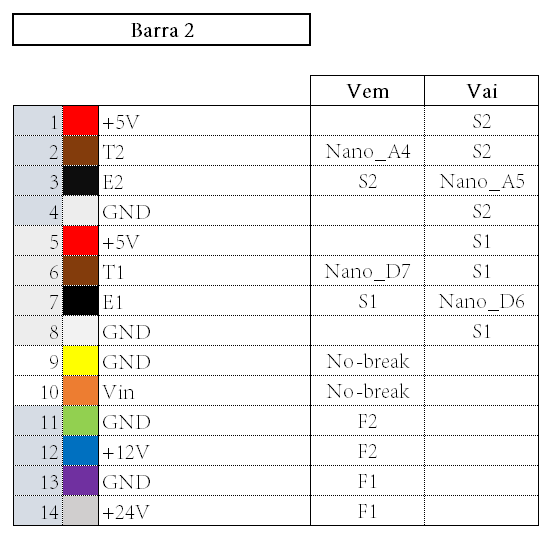 Barra 2
Vem Vai
1 +5V S2
2 T2 Nano_A4 S2
3 E2 S2 Nano_A5
4 GND S2
5 +5V S1
6 T1 Nano_D7 S1
7 E1 S1 Nano_D6
8 GND S1
9 GND No-break
10 Vin No-break
11 GND F2
12 +12V F2
13 GND F1
14 +24V F1